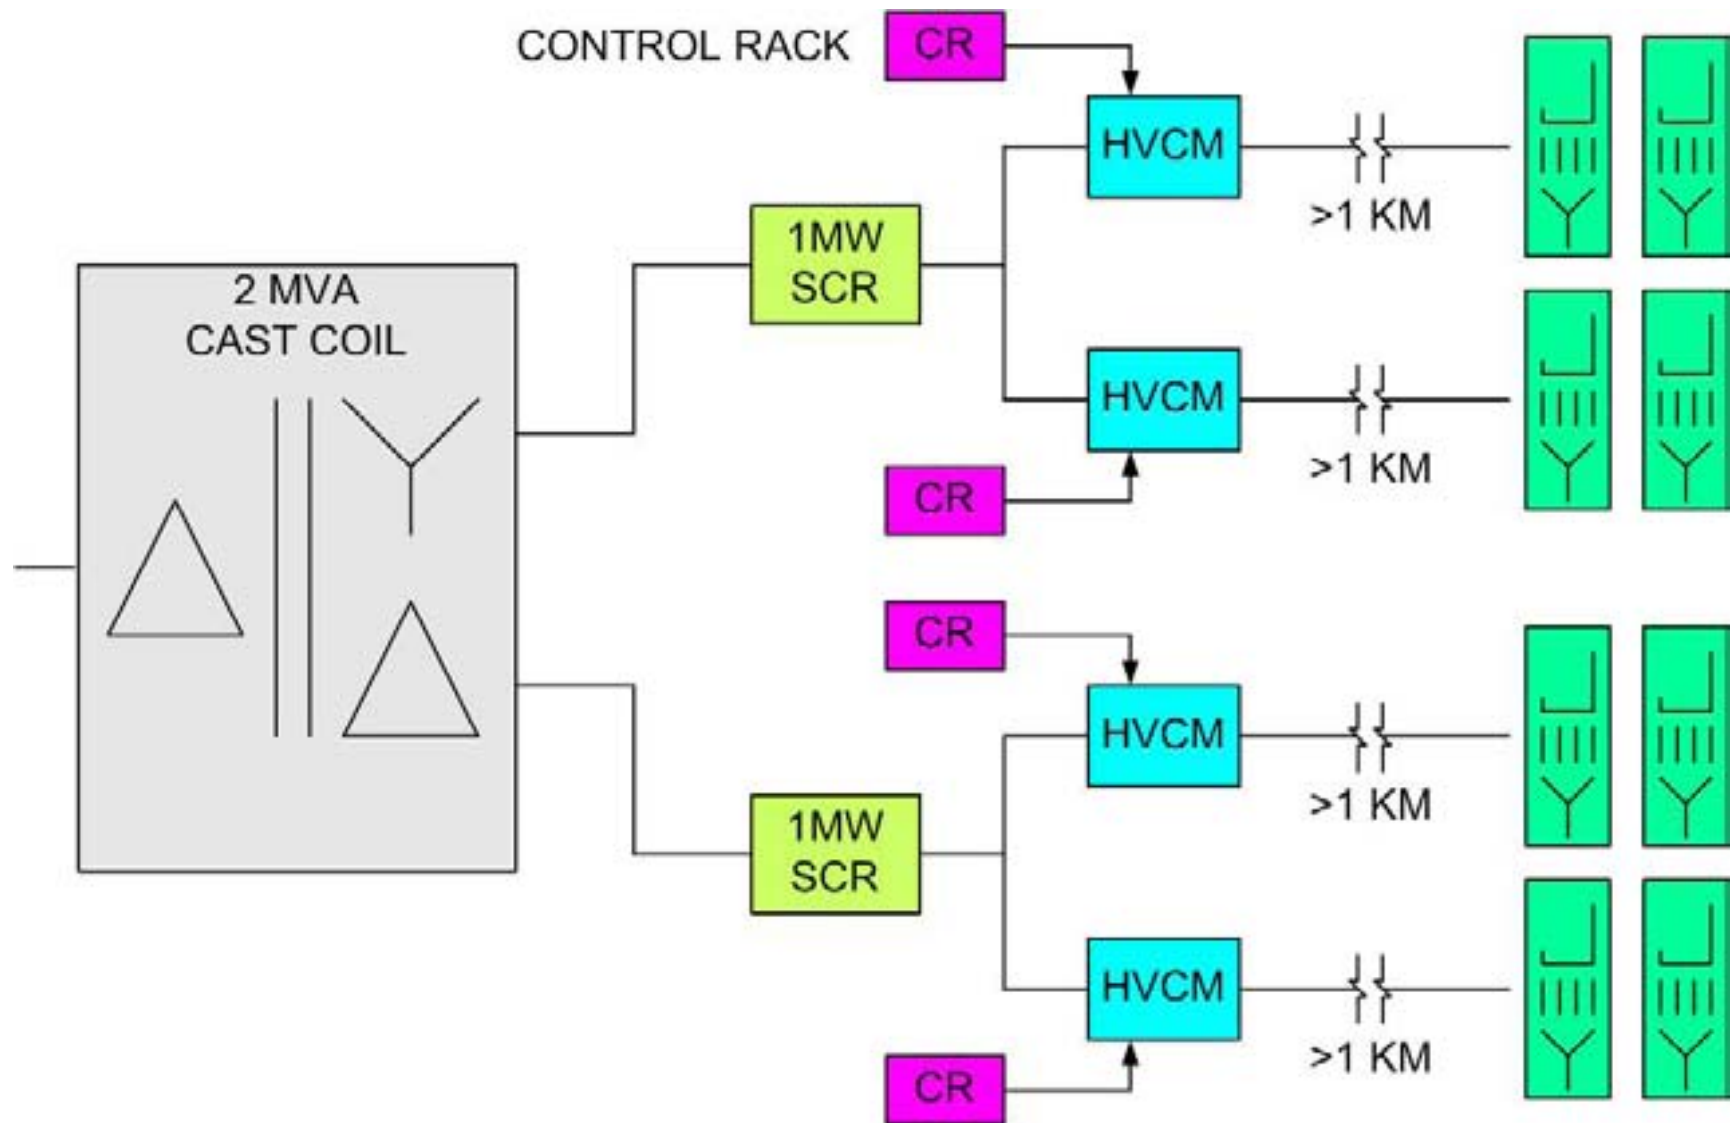 CONTROL RACK
CR
HVCM
>1 KM
1MW
SCR
2 MVA
CAST COIL
HVCM
>1 KM
CR
CR
HVCM
>1 KM
1MW
SCR
HVCM
>1 KM
CR